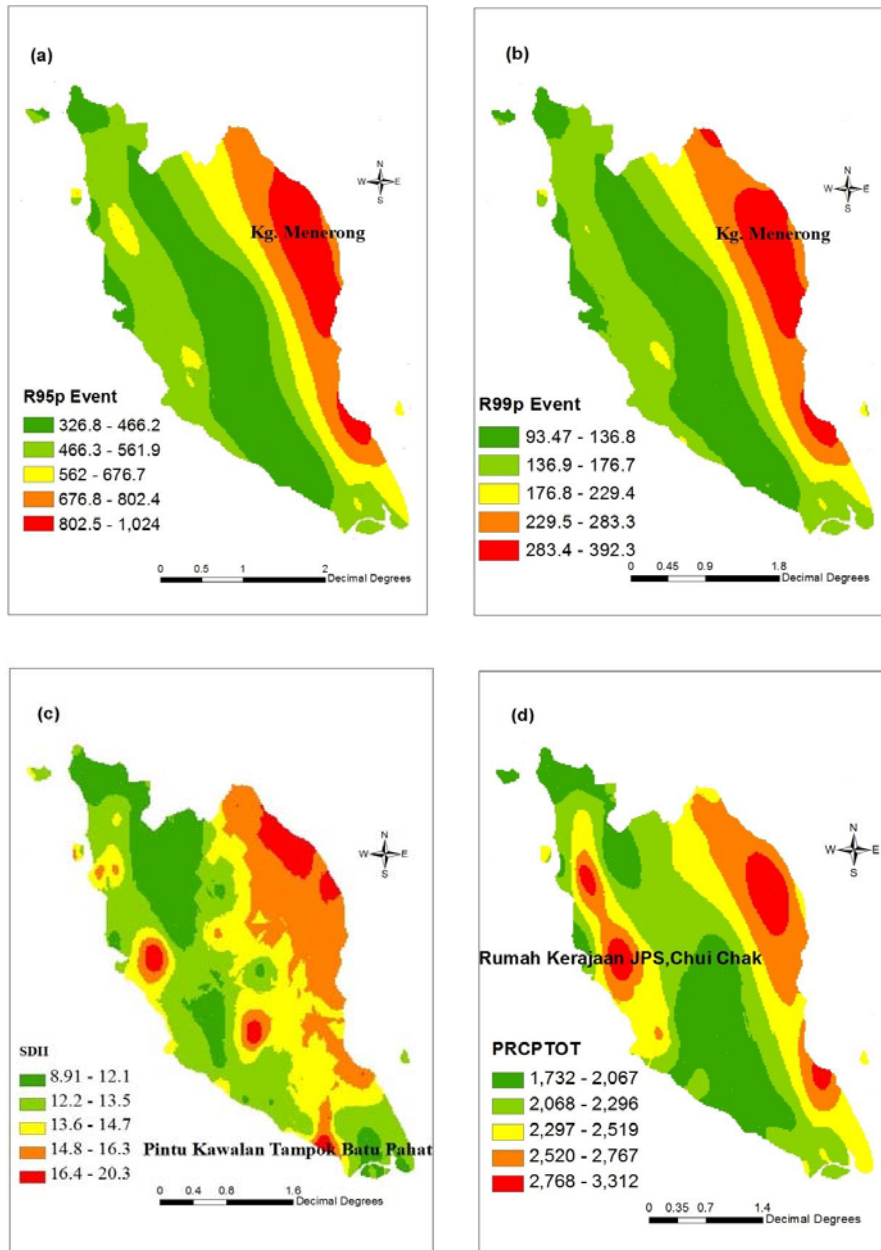 (a)
N
W E
S
Kg. Menerong
R95p Event
326.8 - 466.2
466.3 - 561.9
562 - 676.7
676.8 - 802.4
802.5 - 1,024
0 0.5 1 2
Decimal Degrees
(b)
N
W E
S
Kg. Menerong
R99p Event
93.47 - 136.8
136.9 - 176.7
176.8 - 229.4
229.5 - 283.3
283.4 - 392.3
0 0.45 0.9 1.8
Decimal Degrees
(c)
N
W E
S
SDII
8.91 - 12.1
12.2 - 13.5
13.6 - 14.7
14.8 - 16.3
16.4 - 20.3
Pintu Kawalan Tampok Batu Pahat
0 0.4 0.8 1.6
Decimal Degrees
(d)
N
W E
S
Rumah Kerajaan JPS,Chui Chak
PRCPTOT
1,732 - 2,067
2,068 - 2,296
2,297 - 2,519
2,520 - 2,767
2,768 - 3,312
0 0.35 0.7 1.4
Decimal Degrees